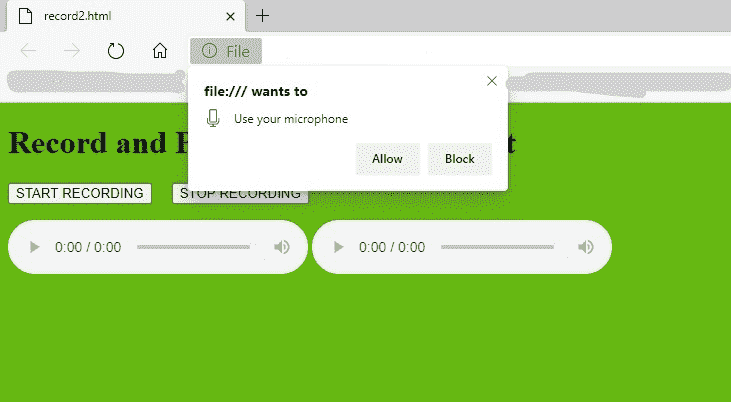 record2.html
File
file:/// wants to
Use your microphone
Allow Block
Record and
START RECORDING STOP RECORDING
0:00 / 0:00 0:00 / 0:00